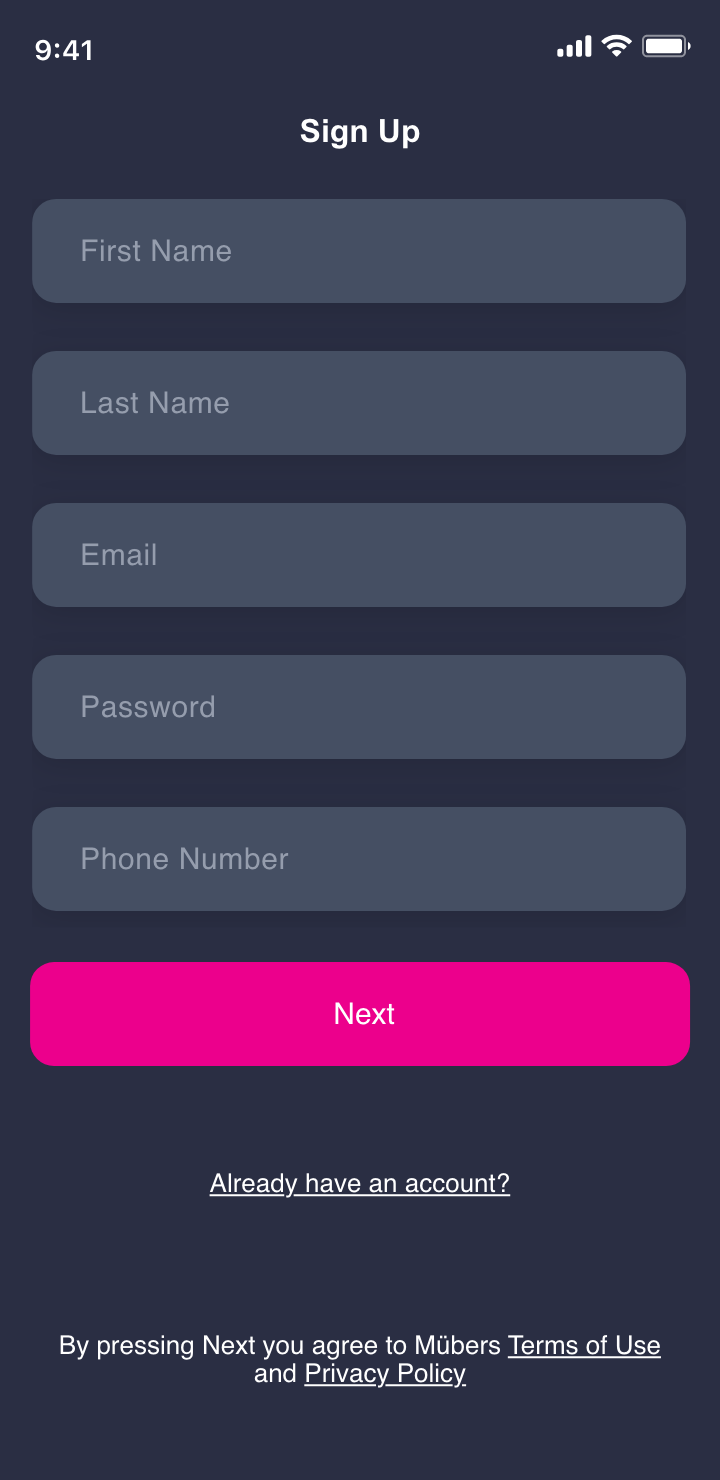 9:41
Sign Up
First Name
Last Name
Email
Password
Phone Number
Next
Already have an account?
By pressing Next you agree to Mübers Terms of Use
and Privacy Policy